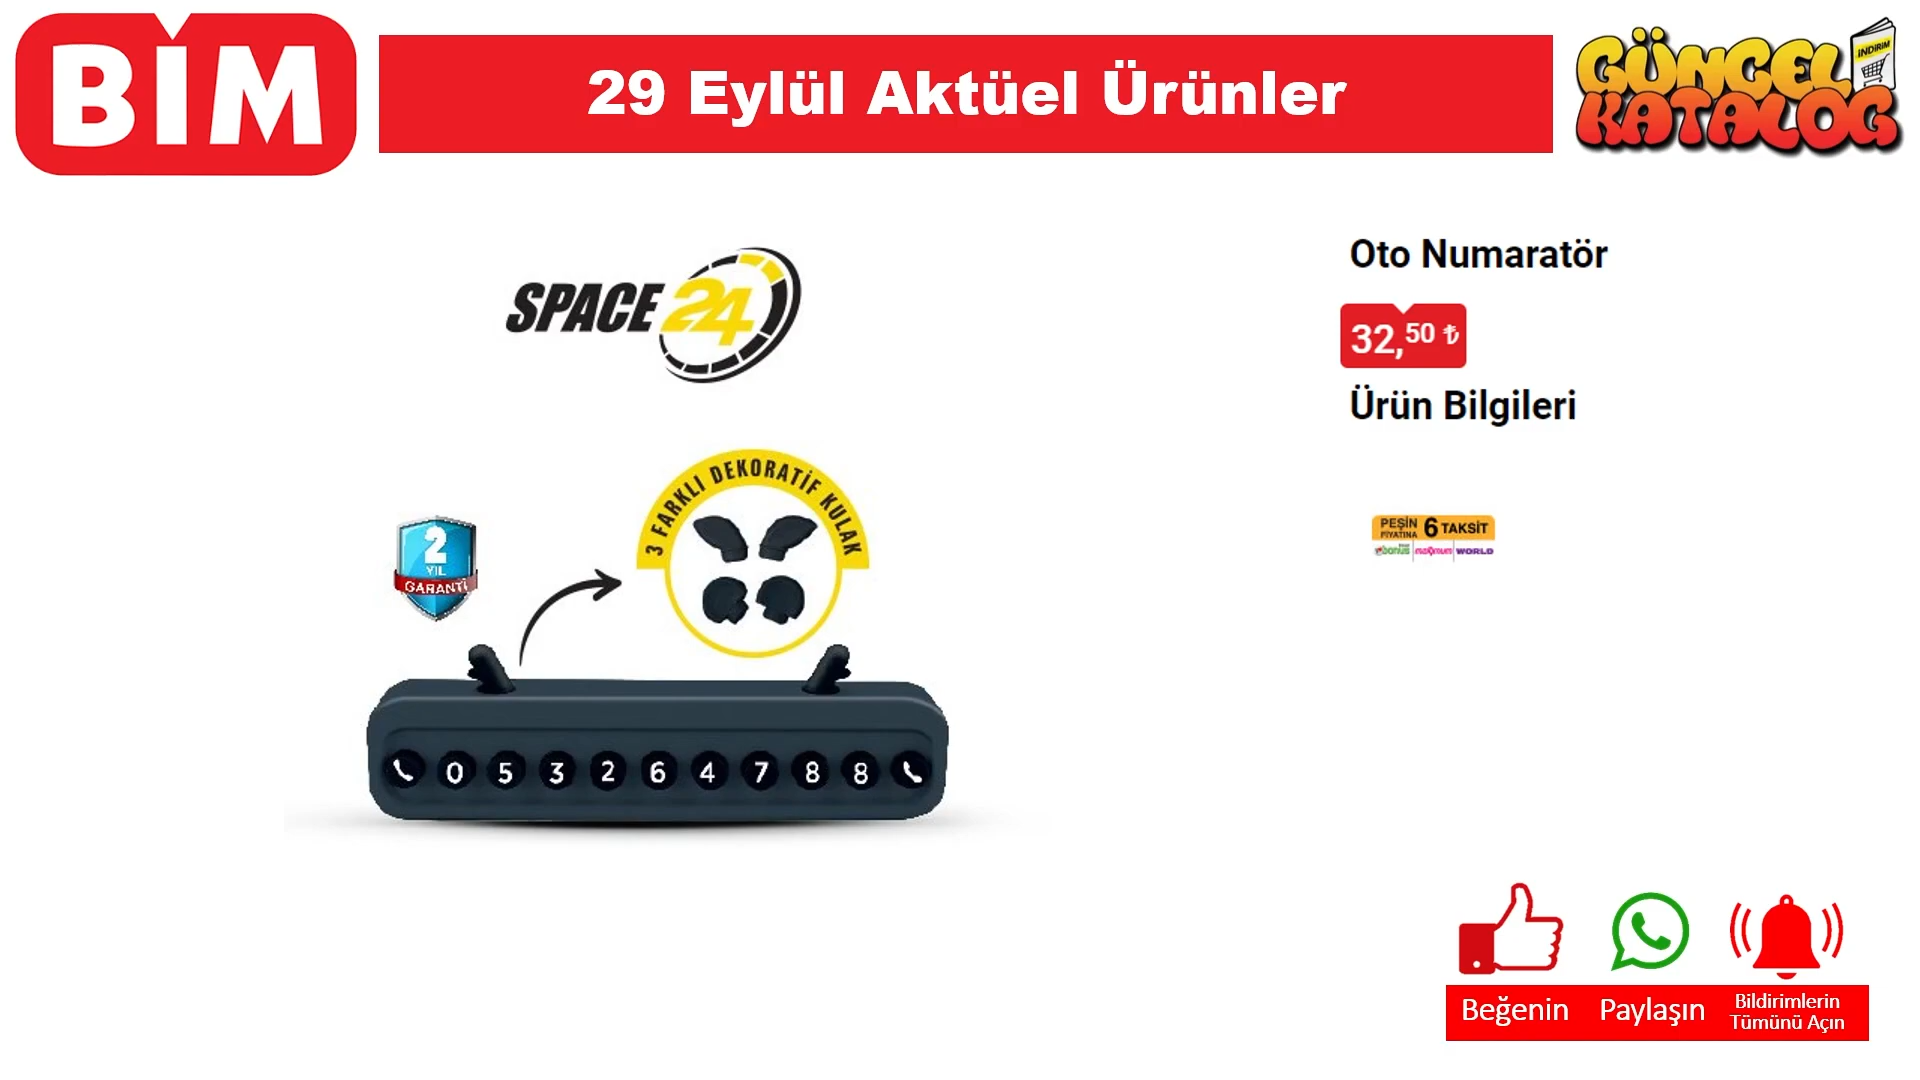 BİM
29 Eylül Aktüel Ürünler
GÜNCEL
KATALOG
İNDİRİM
SPACE 24
Oto Numaratör
32,50 ₺
Ürün Bilgileri
3 FARKLI DEKORATİF KULAK
2
YIL
GARANTİ
PEŞİN
FİYATINA
6 TAKSİT
bonus maximum WORLD
0 5 3 2 6 4 7 8 8
Beğenin
Paylaşın
Bildirimlerin
Tümünü Açın